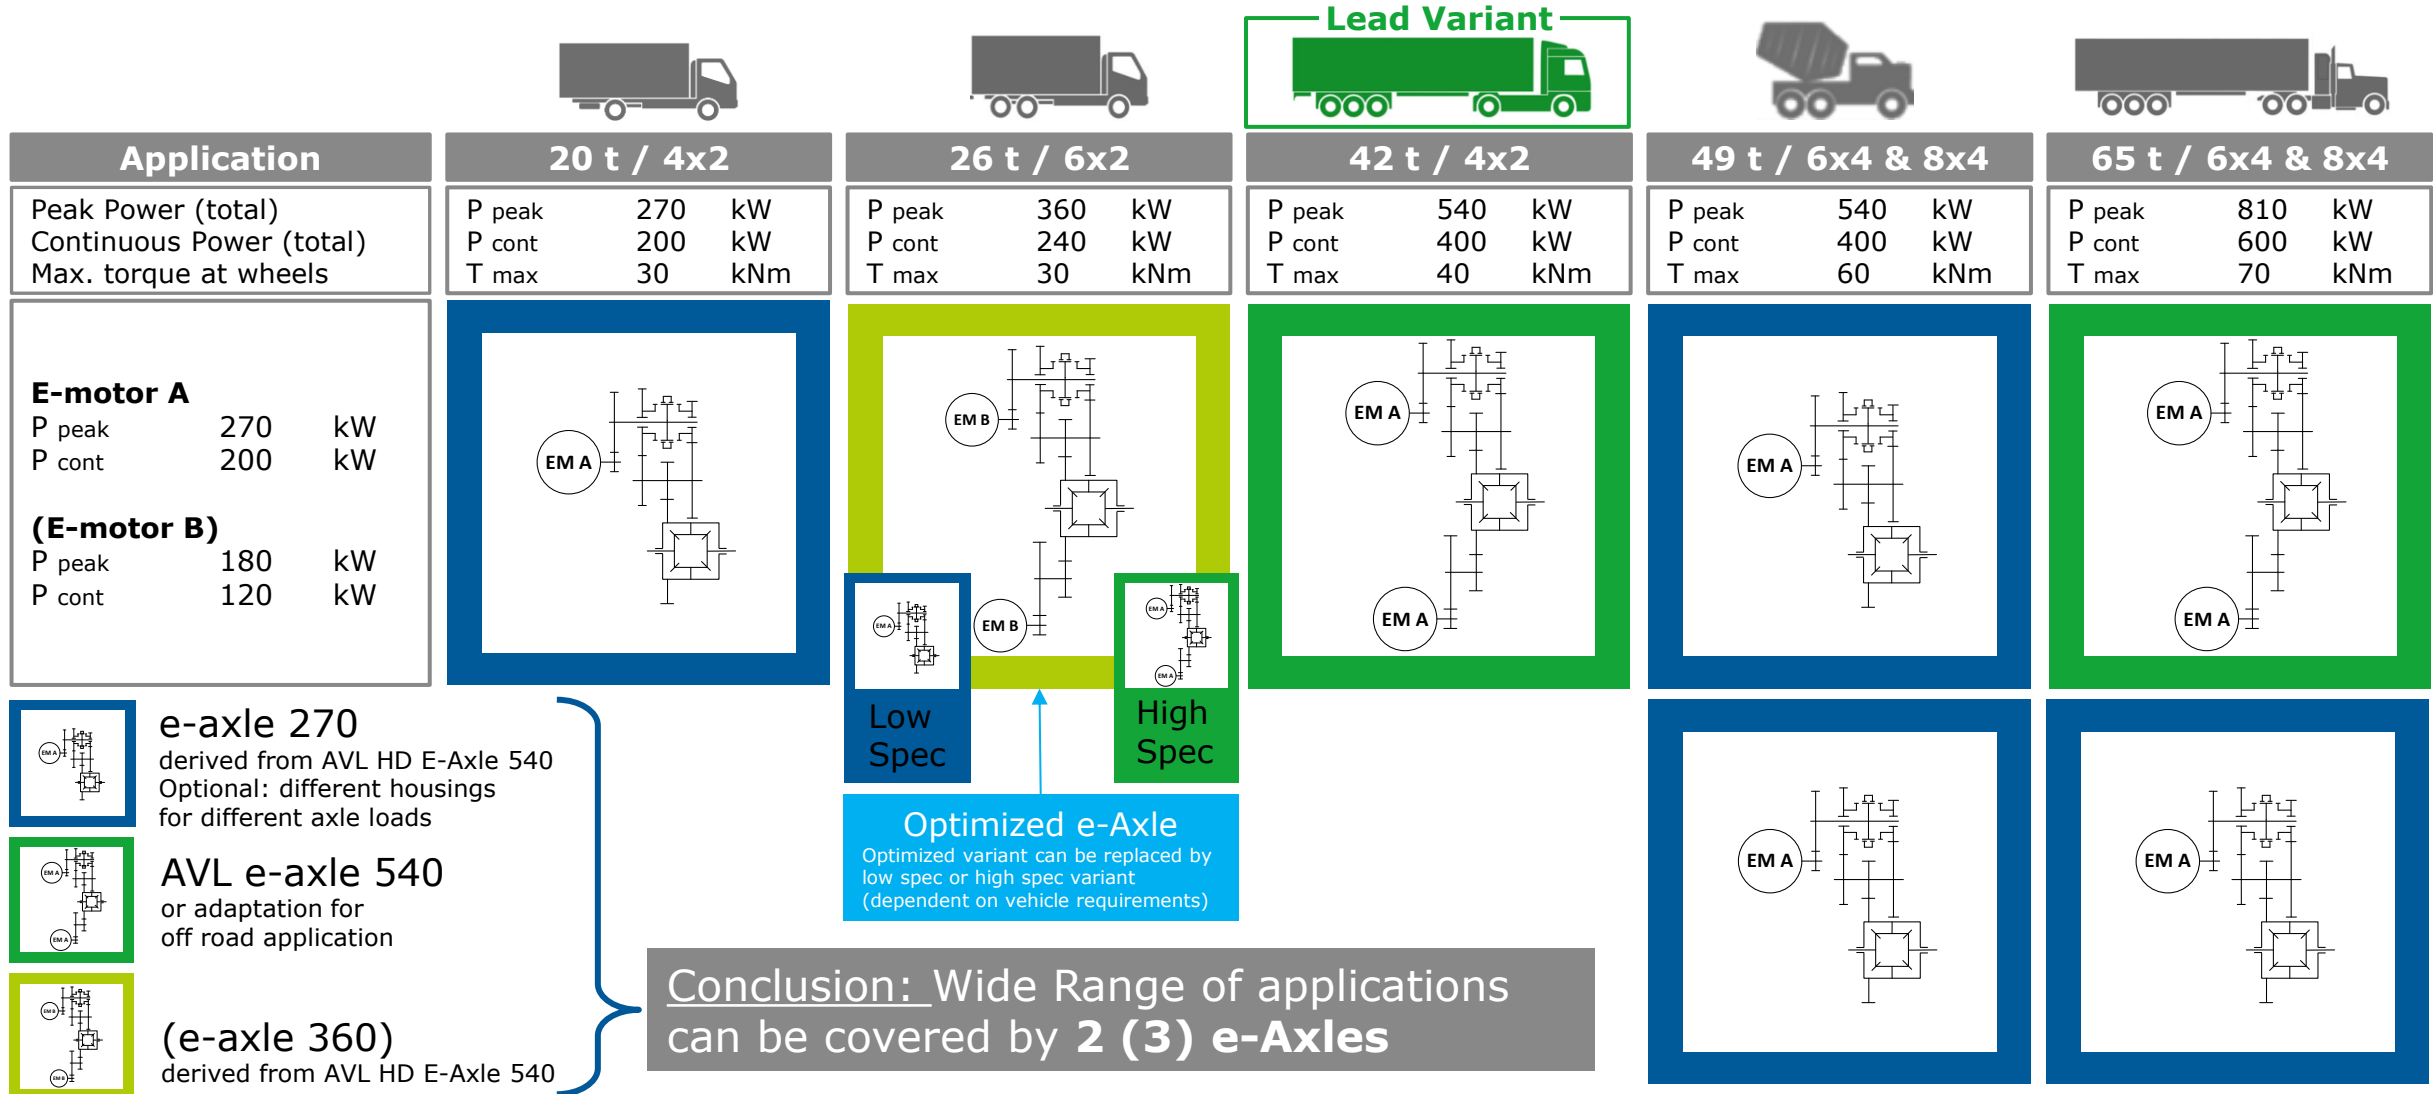 Lead Variant
Application
20 t / 4x2
26 t / 6x2
42 t / 4x2
49 t / 6x4 & 8x4
65 t / 6x4 & 8x4
Peak Power (total)
Continuous Power (total)
Max. torque at wheels
P peak 270 kW
P cont 200 kW
T max 30 kNm
P peak 360 kW
P cont 240 kW
T max 30 kNm
P peak 540 kW
P cont 400 kW
T max 40 kNm
P peak 540 kW
P cont 400 kW
T max 60 kNm
P peak 810 kW
P cont 600 kW
T max 70 kNm
E-motor A
P peak 270 kW
P cont 200 kW
(E-motor B)
P peak 180 kW
P cont 120 kW
EM A
EM B
EM B
EM A
Low
Spec
EM A
EM A
High
Spec
EM A
EM A
EM A
EM A
EM A
EM A
EM A
Optimized e-Axle
Optimized variant can be replaced by
low spec or high spec variant
(dependent on vehicle requirements)
EM A
e-axle 270
derived from AVL HD E-Axle 540
Optional: different housings
for different axle loads
EM A
EM A
AVL e-axle 540
or adaptation for
off road application
EM B
EM B
(e-axle 360)
derived from AVL HD E-Axle 540
Conclusion: Wide Range of applications
can be covered by 2 (3) e-Axles